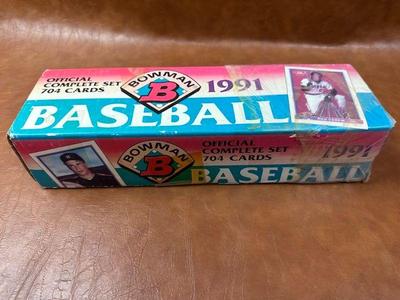 OFFICIAL
COMPLETE SET
704 CARDS
BOWMAN
B
1991
BASEBALL
BOWMAN
B
OFFICIAL
COMPLETE SET
704 CARDS
1991
BASEBALL